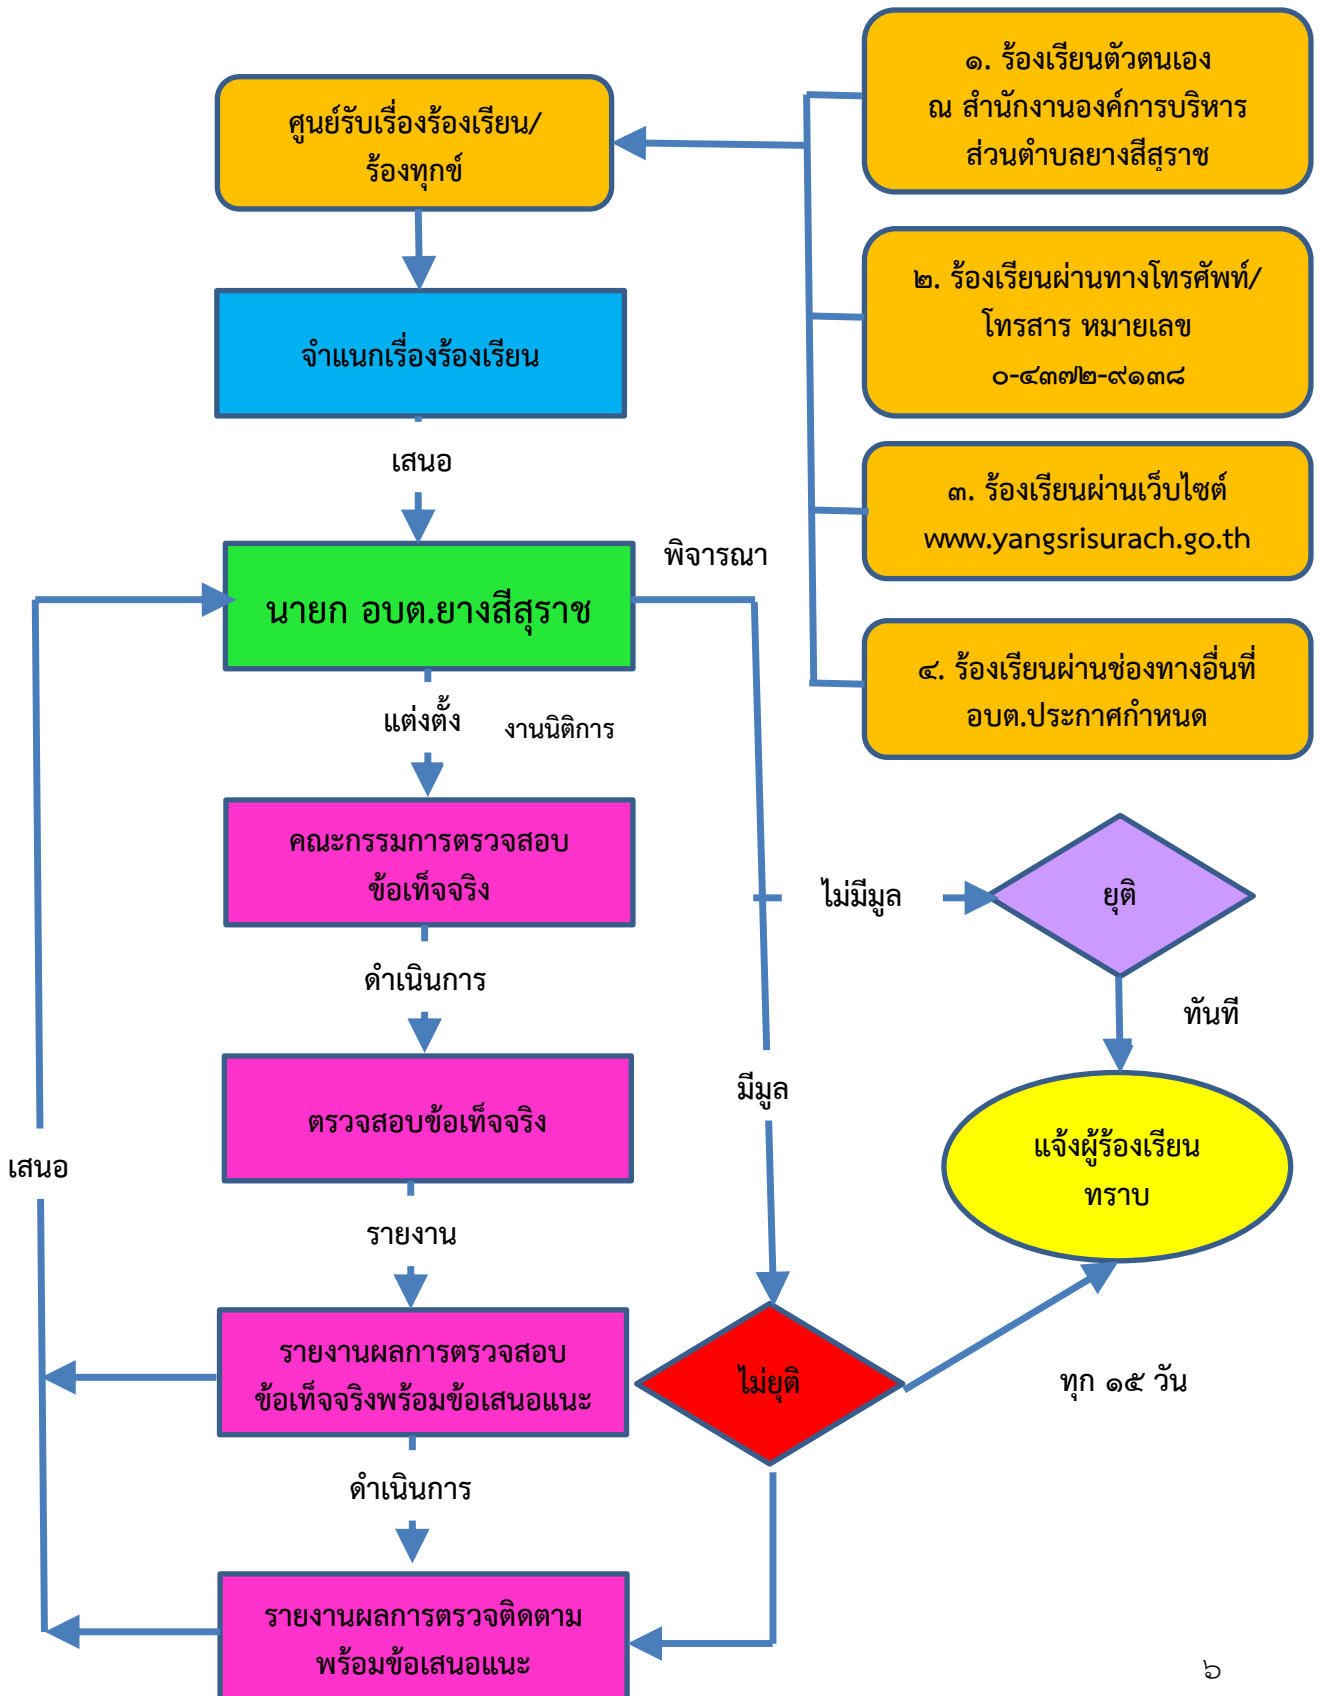 ๑. ร้องเรียนตัวตนเอง
ณ สำนักงานองค์การบริหาร
ส่วนตำบลยางสีสุราช
ศูนย์รับเรื่องร้องเรียน/
ร้องทุกข์
๒. ร้องเรียนผ่านทางโทรศัพท์/
โทรสาร หมายเลข
๐-๔๓๗๒-๙๑๓๘
จำแนกเรื่องร้องเรียน
เสนอ
๓. ร้องเรียนผ่านเว็บไซต์
www.yangsrisurach.go.th
พิจารณา
นายก อบต.ยางสีสุราช
๔. ร้องเรียนผ่านช่องทางอื่นที่
อบต.ประกาศกำหนด
แต่งตั้ง
งานนิติการ
คณะกรรมการตรวจสอบ
ข้อเท็จจริง
ไม่มีมูล
ยุติ
ดำเนินการ
ทันที
มีมูล
ตรวจสอบข้อเท็จจริง
แจ้งผู้ร้องเรียน
ทราบ
เสนอ
รายงาน
รายงานผลการตรวจสอบ
ข้อเท็จจริงพร้อมข้อเสนอแนะ
ไม่ยุติ
ทุก ๑๕ วัน
ดำเนินการ
รายงานผลการตรวจติดตาม
พร้อมข้อเสนอแนะ
๖